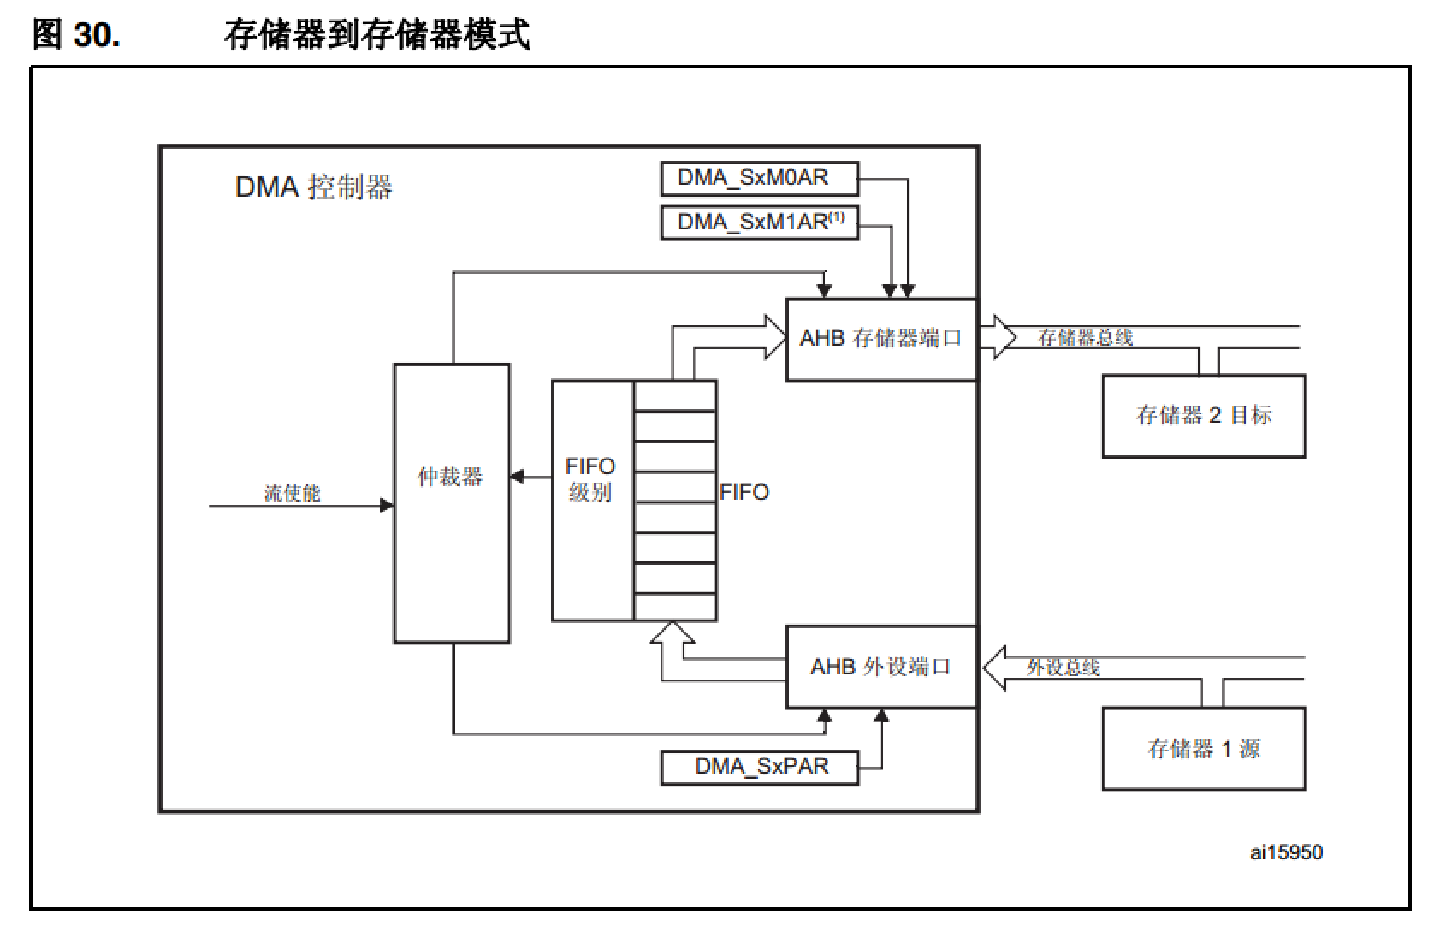 图 30. 存储器到存储器模式
DMA 控制器
DMA_SxM0AR
DMA_SxM1AR(1)
AHB 存储器端口
存储器总线
存储器 2 目标
仲裁器
FIFO
级别
FIFO
流使能
AHB 外设端口
外设总线
存储器 1 源
DMA_SxPAR
ai15950